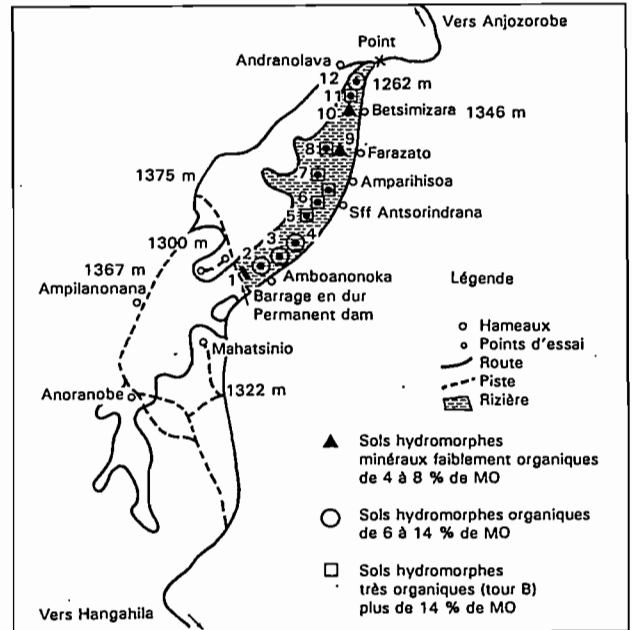 Vers Anjozorobe
Point
Andranolava
12
1262 m
11
10
Betsimizara 1346 m
9
8
Farazato
7
1375 m
Amparihisoa
6
5
Sff Antsorindrana
1300 m
3
4
2
1367 m
Ampilanonana
1
Amboanonoka
Barrage en dur
Permanent dam
Mahatsinio
1322 m
Anoranobe
Vers Hangahila
Légende
Hameaux
Points d'essai
Route
Piste
Rizière
Sols hydromorphes
minéraux faiblement organiques
de 4 à 8 % de MO
Sols hydromorphes organiques
de 6 à 14 % de MO
Sols hydromorphes
très organiques (tour B)
plus de 14 % de MO